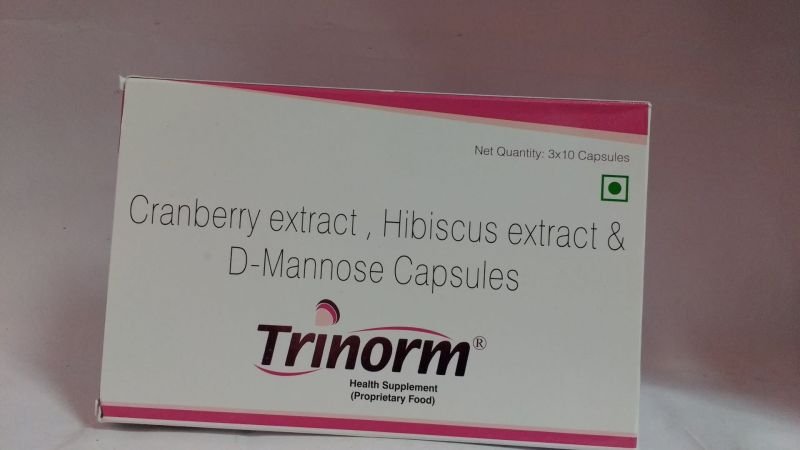 Net Quantity: 3x10 Capsules
Cranberry extract , Hibiscus extract &
D-Mannose Capsules
Trinorm®
Health Supplement
(Proprietary Food)